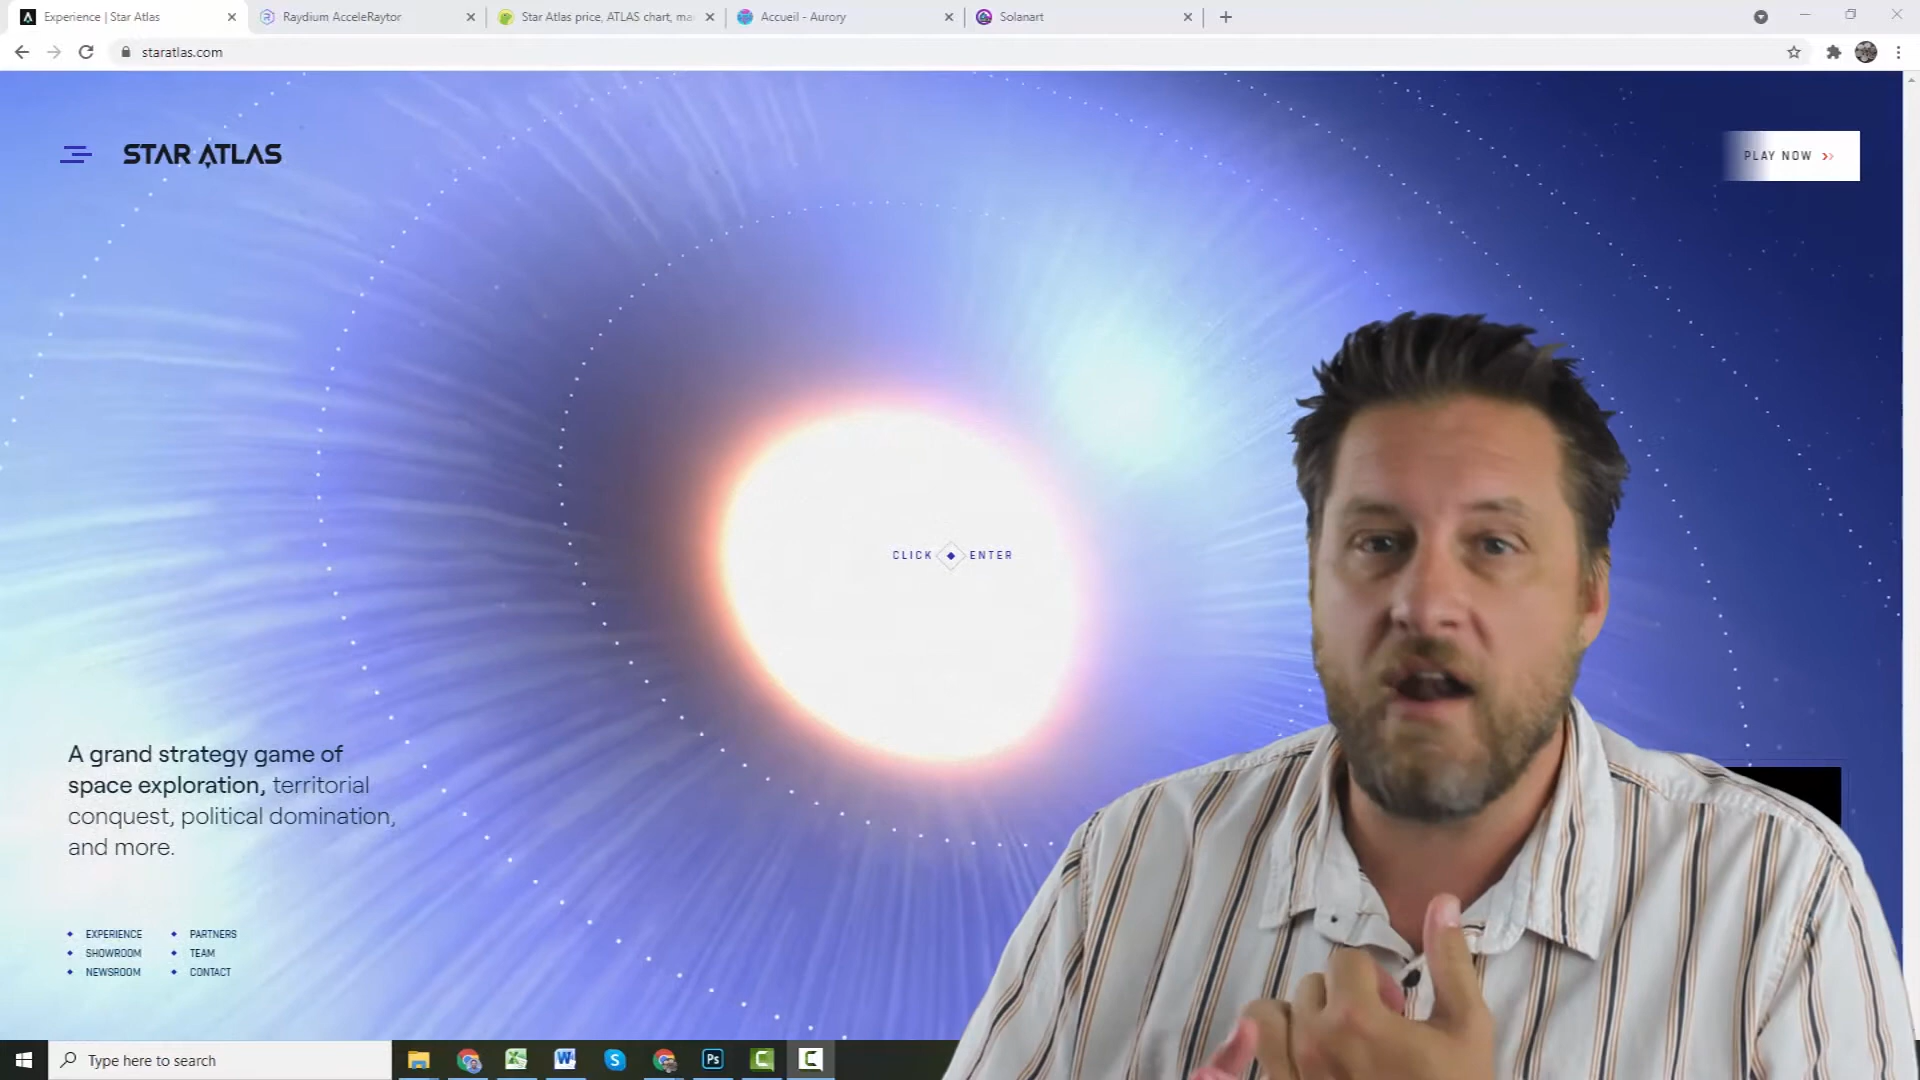 Experience | Star Atlas
Raydium AcceleRaytor
Star Atlas price, ATLAS chart, ma
Accueil - Aurory
Solanart
staratlas.com
STAR ATLAS
PLAY NOW
CLICK ENTER
A grand strategy game of
space exploration, territorial
conquest, political domination,
and more.
EXPERIENCE
PARTNERS
SHOWROOM
TEAM
NEWSROOM
CONTACT
Type here to search
W
S
Ps